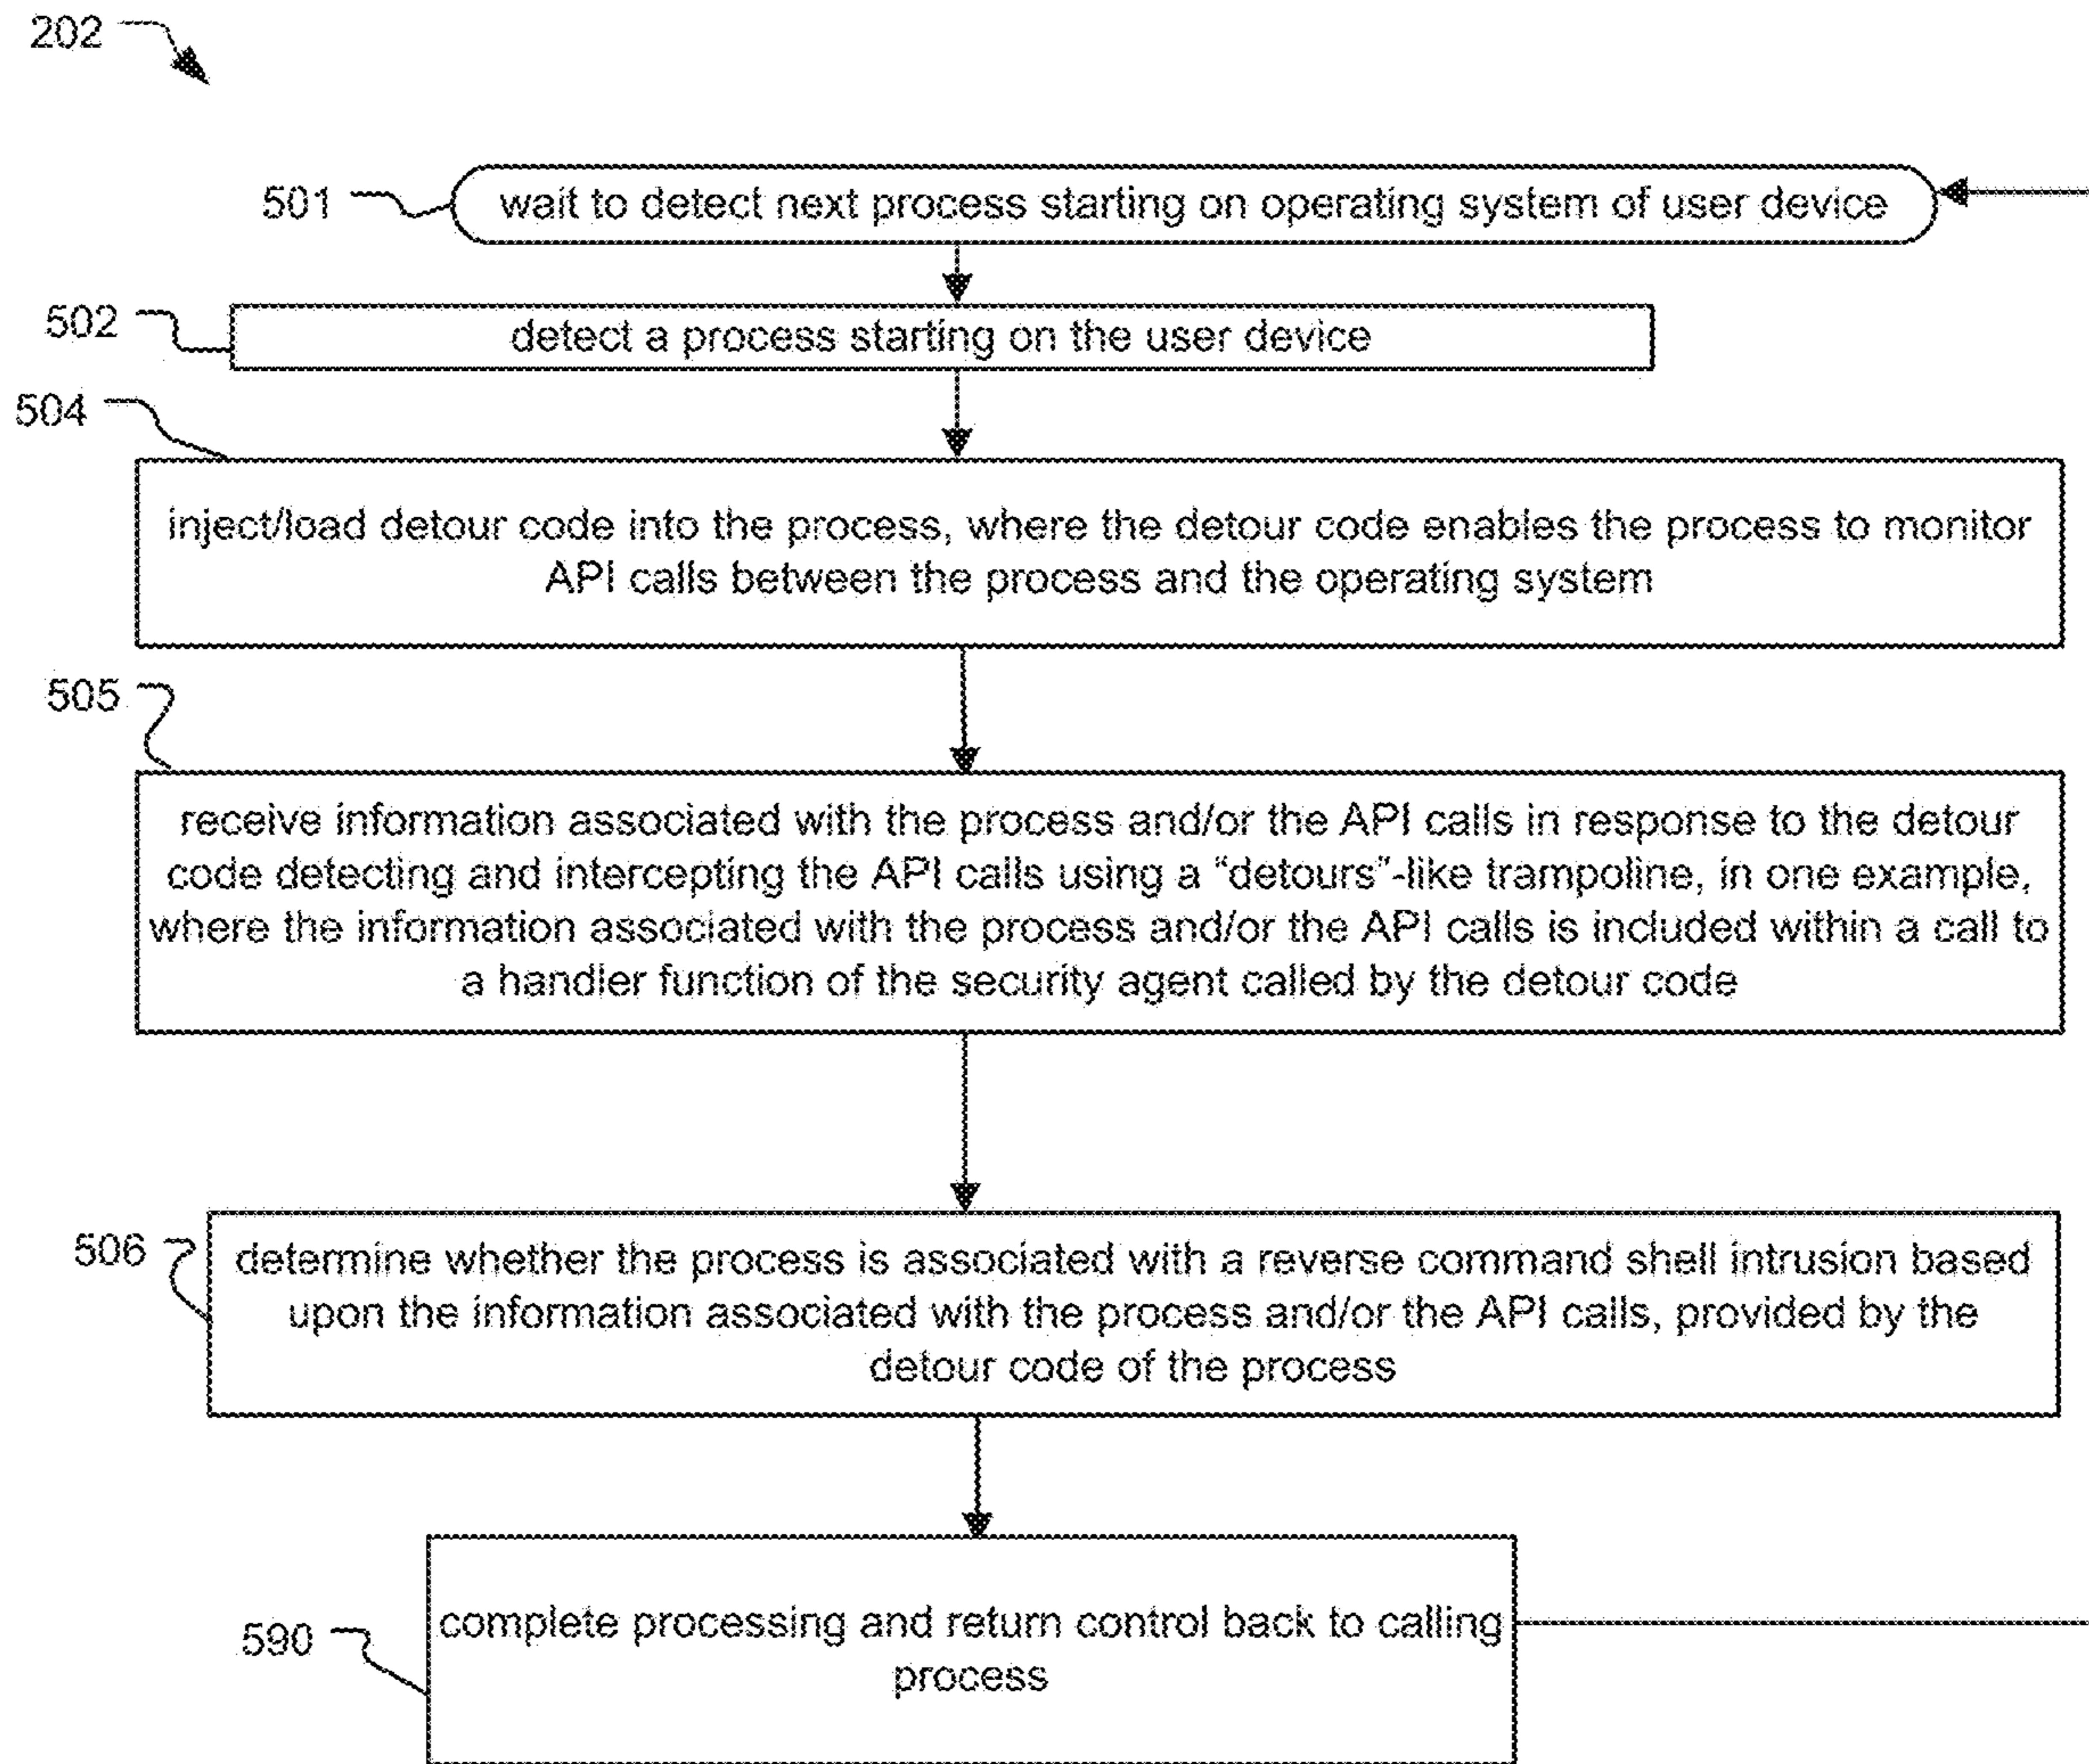 202
501
wait to detect next process starting on operating system of user device
502
detect a process starting on the user device
504
inject/load detour code into the process, where the detour code enables the process to monitor
API calls between the process and the operating system
505
receive information associated with the process and/or the API calls in response to the detour
code detecting and intercepting the API calls using a “detours”-like trampoline, in one example,
where the information associated with the process and/or the API calls is included within a call to
a handler function of the security agent called by the detour code
506
determine whether the process is associated with a reverse command shell intrusion based
upon the information associated with the process and/or the API calls, provided by the
detour code of the process
590
complete processing and return control back to calling
process